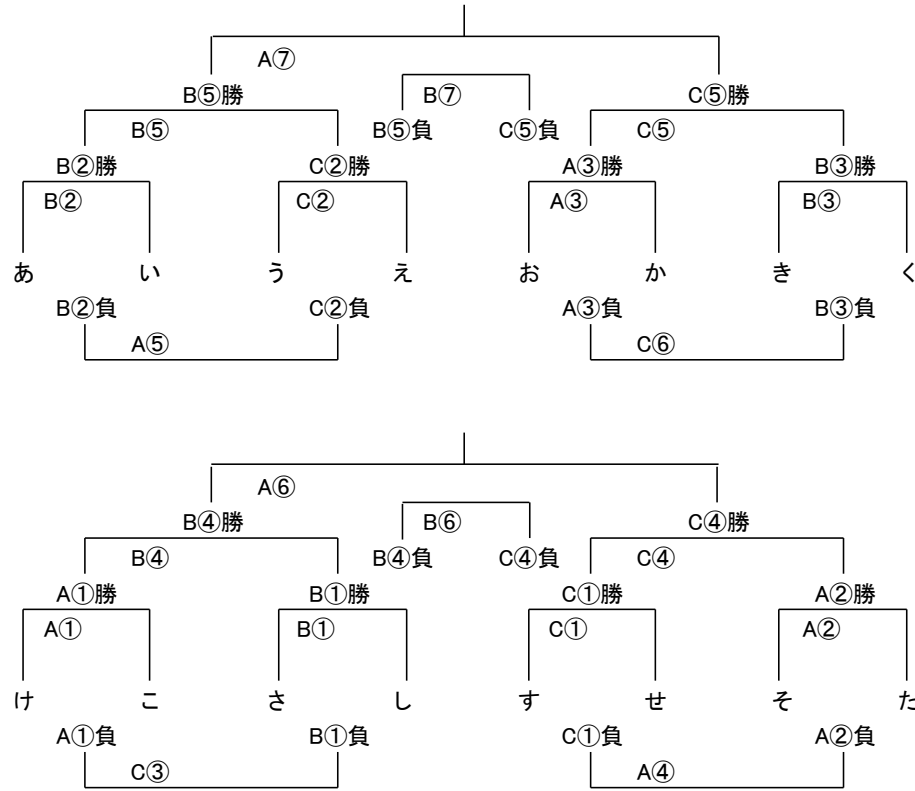 A⑦
B⑤勝 B⑦ C⑤勝
B⑤ B⑤負 C⑤負 C⑤
B②勝 C②勝 A③勝 B③勝
B② C② A③ B③
あ い う え お か き く
B②負 C②負 A③負 B③負
A⑤ C⑥
A⑥
B④勝 B⑥ C④勝
B④ B④負 C④負 C④
A①勝 B①勝 C①勝 A②勝
A① B① C① A②
け こ さ し す せ そ た
A①負 B①負 C①負 A②負
C③ A④